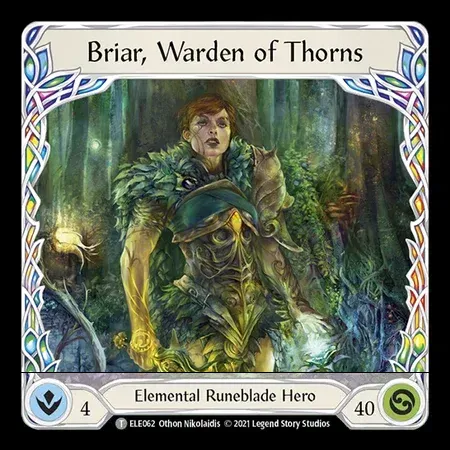 Briar, Warden of Thorns
4
Elemental Runeblade Hero
40
T ELE062 Othon Nikolaidis © 2021 Legend Story Studios